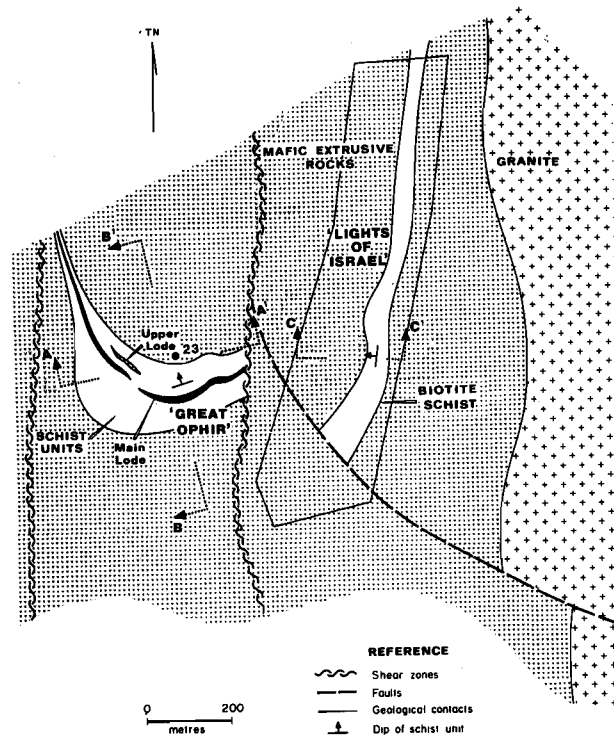 TN
MAFIC EXTRUSIVE
ROCKS
GRANITE
B'
'LIGHTS
OF
ISRAEL'
A'
C
C'
Upper
Lode
23
A
BIOTITE
SCHIST
'GREAT
OPHIR'
SCHIST
UNITS
Main
Lode
B
REFERENCE
Shear zones
Faults
Geological contacts
Dip of schist unit
0 200
metres